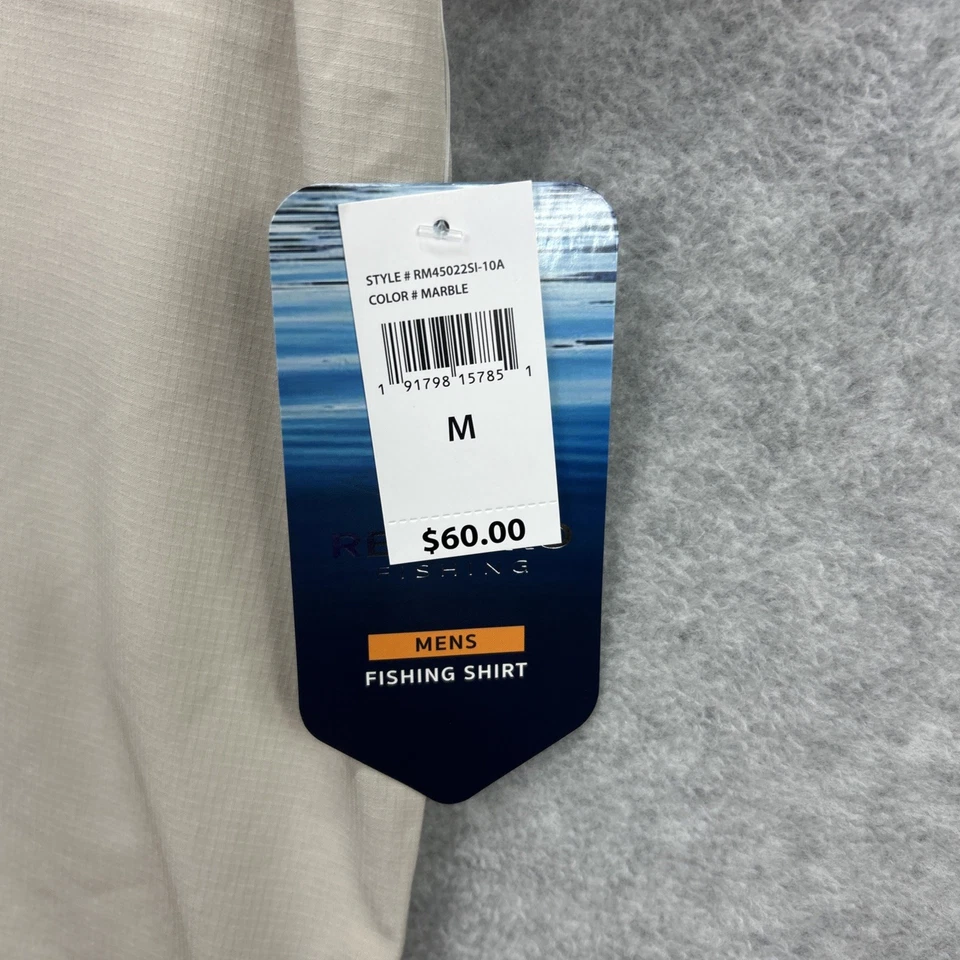 STYLE # RM45022SI-10A
COLOR # MARBLE
1 91798 15785 1
M
$60.00
FISHING
MENS
FISHING SHIRT